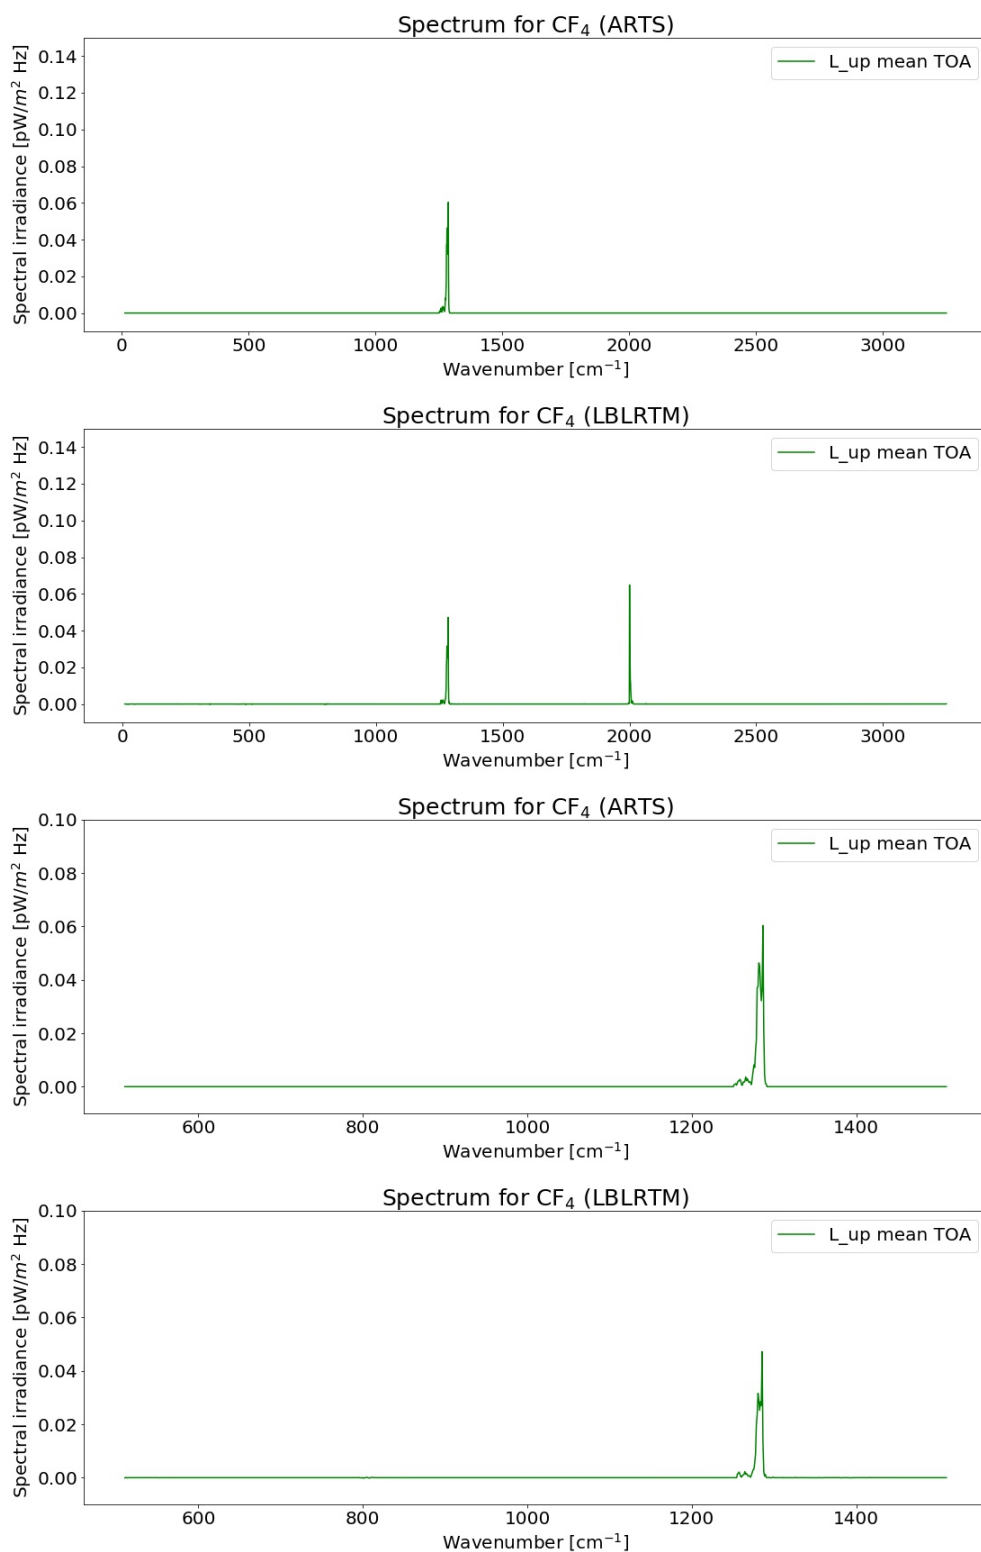 Spectrum for CF₄ (ARTS)
L_up mean TOA
Spectral irradiance [pW/m² Hz]
0.14
0.12
0.10
0.08
0.06
0.04
0.02
0.00
0 500 1000 1500 2000 2500 3000
Wavenumber [cm⁻¹]
Spectrum for CF₄ (LBLRTM)
L_up mean TOA
Spectral irradiance [pW/m² Hz]
0.14
0.12
0.10
0.08
0.06
0.04
0.02
0.00
0 500 1000 1500 2000 2500 3000
Wavenumber [cm⁻¹]
Spectrum for CF₄ (ARTS)
L_up mean TOA
Spectral irradiance [pW/m² Hz]
0.10
0.08
0.06
0.04
0.02
0.00
600 800 1000 1200 1400
Wavenumber [cm⁻¹]
Spectrum for CF₄ (LBLRTM)
L_up mean TOA
Spectral irradiance [pW/m² Hz]
0.10
0.08
0.06
0.04
0.02
0.00
600 800 1000 1200 1400
Wavenumber [cm⁻¹]